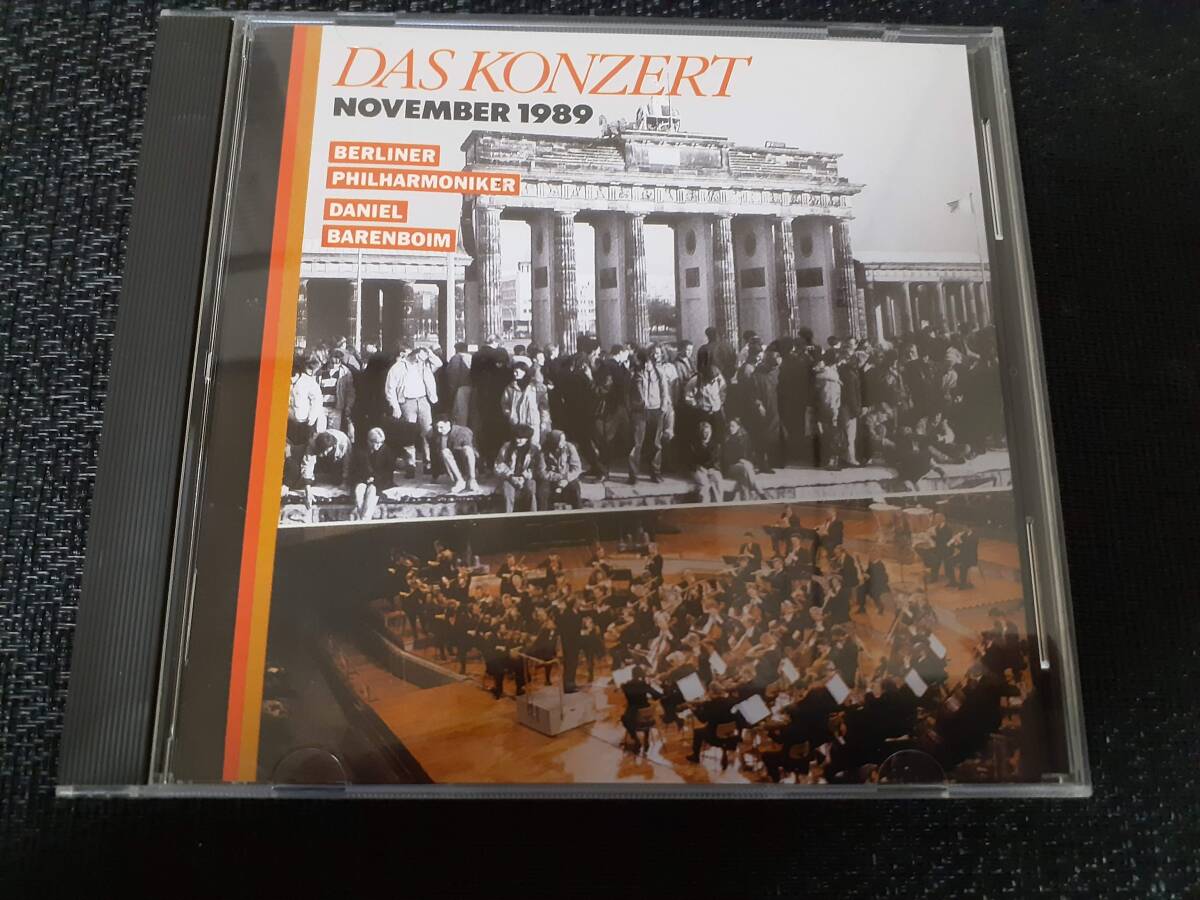 DAS KONZERT
NOVEMBER 1989
BERLINER
PHILHARMONIKER
DANIEL
BARENBOIM